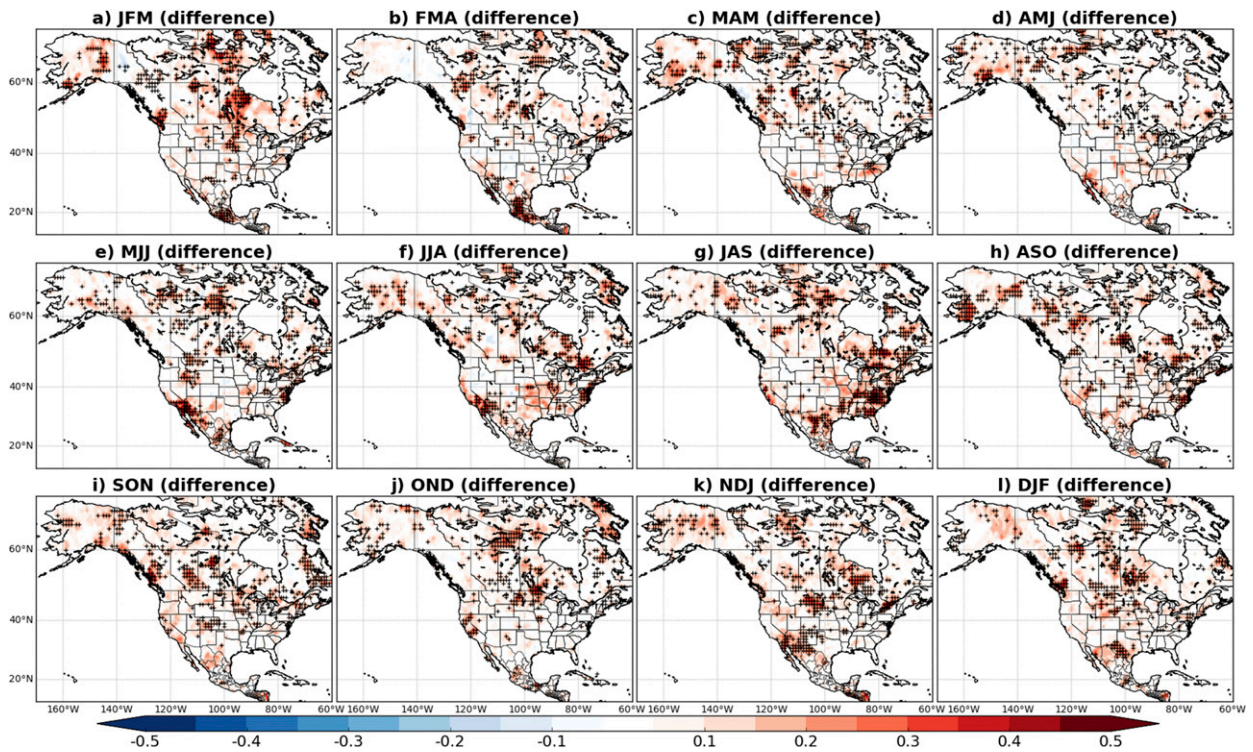 a) JFM (difference) b) FMA (difference) c) MAM (difference) d) AMJ (difference)
60°N
40°N
20°N
e) MJJ (difference) f) JJA (difference) g) JAS (difference) h) ASO (difference)
60°N
40°N
20°N
i) SON (difference) j) OND (difference) k) NDJ (difference) l) DJF (difference)
60°N
40°N
20°N
160°W 140°W 120°W 100°W 80°W 60°W 160°W 140°W 120°W 100°W 80°W 60°W 160°W 140°W 120°W 100°W 80°W 60°W 160°W 140°W 120°W 100°W 80°W 60°W
-0.5 -0.4 -0.3 -0.2 -0.1 0.1 0.2 0.3 0.4 0.5